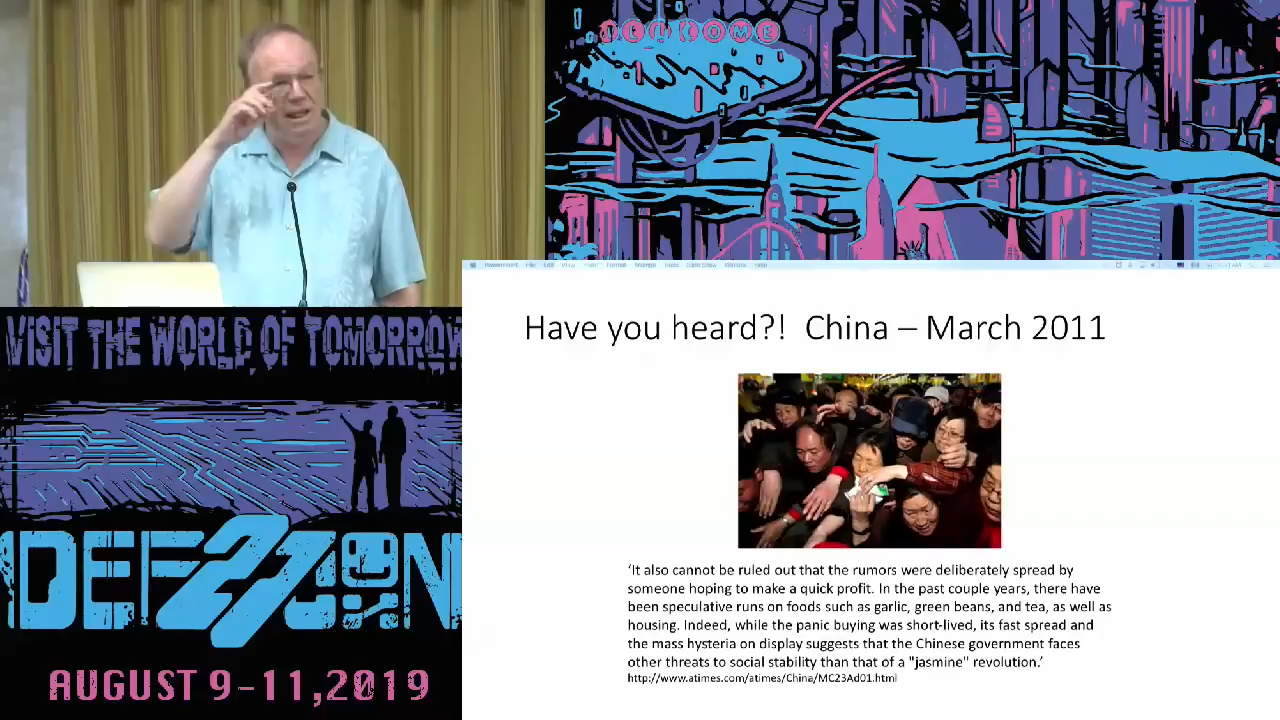 WELCOME
VISIT THE WORLD OF TOMORROW
DEF 27 CON
AUGUST 9-11,2019
Have you heard?! China – March 2011
‘It also cannot be ruled out that the rumors were deliberately spread by
someone hoping to make a quick profit. In the past couple years, there have
been speculative runs on foods such as garlic, green beans, and tea, as well as
housing. Indeed, while the panic buying was short-lived, its fast spread and
the mass hysteria on display suggests that the Chinese government faces
other threats to social stability than that of a "jasmine" revolution.’
http://www.atimes.com/atimes/China/MC23Ad01.html